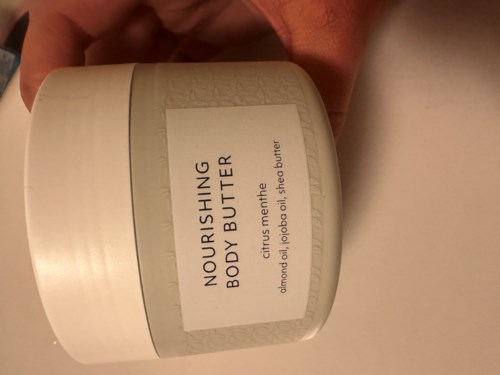 NOURISHING
BODY BUTTER
citrus menthe
almond oil, jojoba oil, shea butter